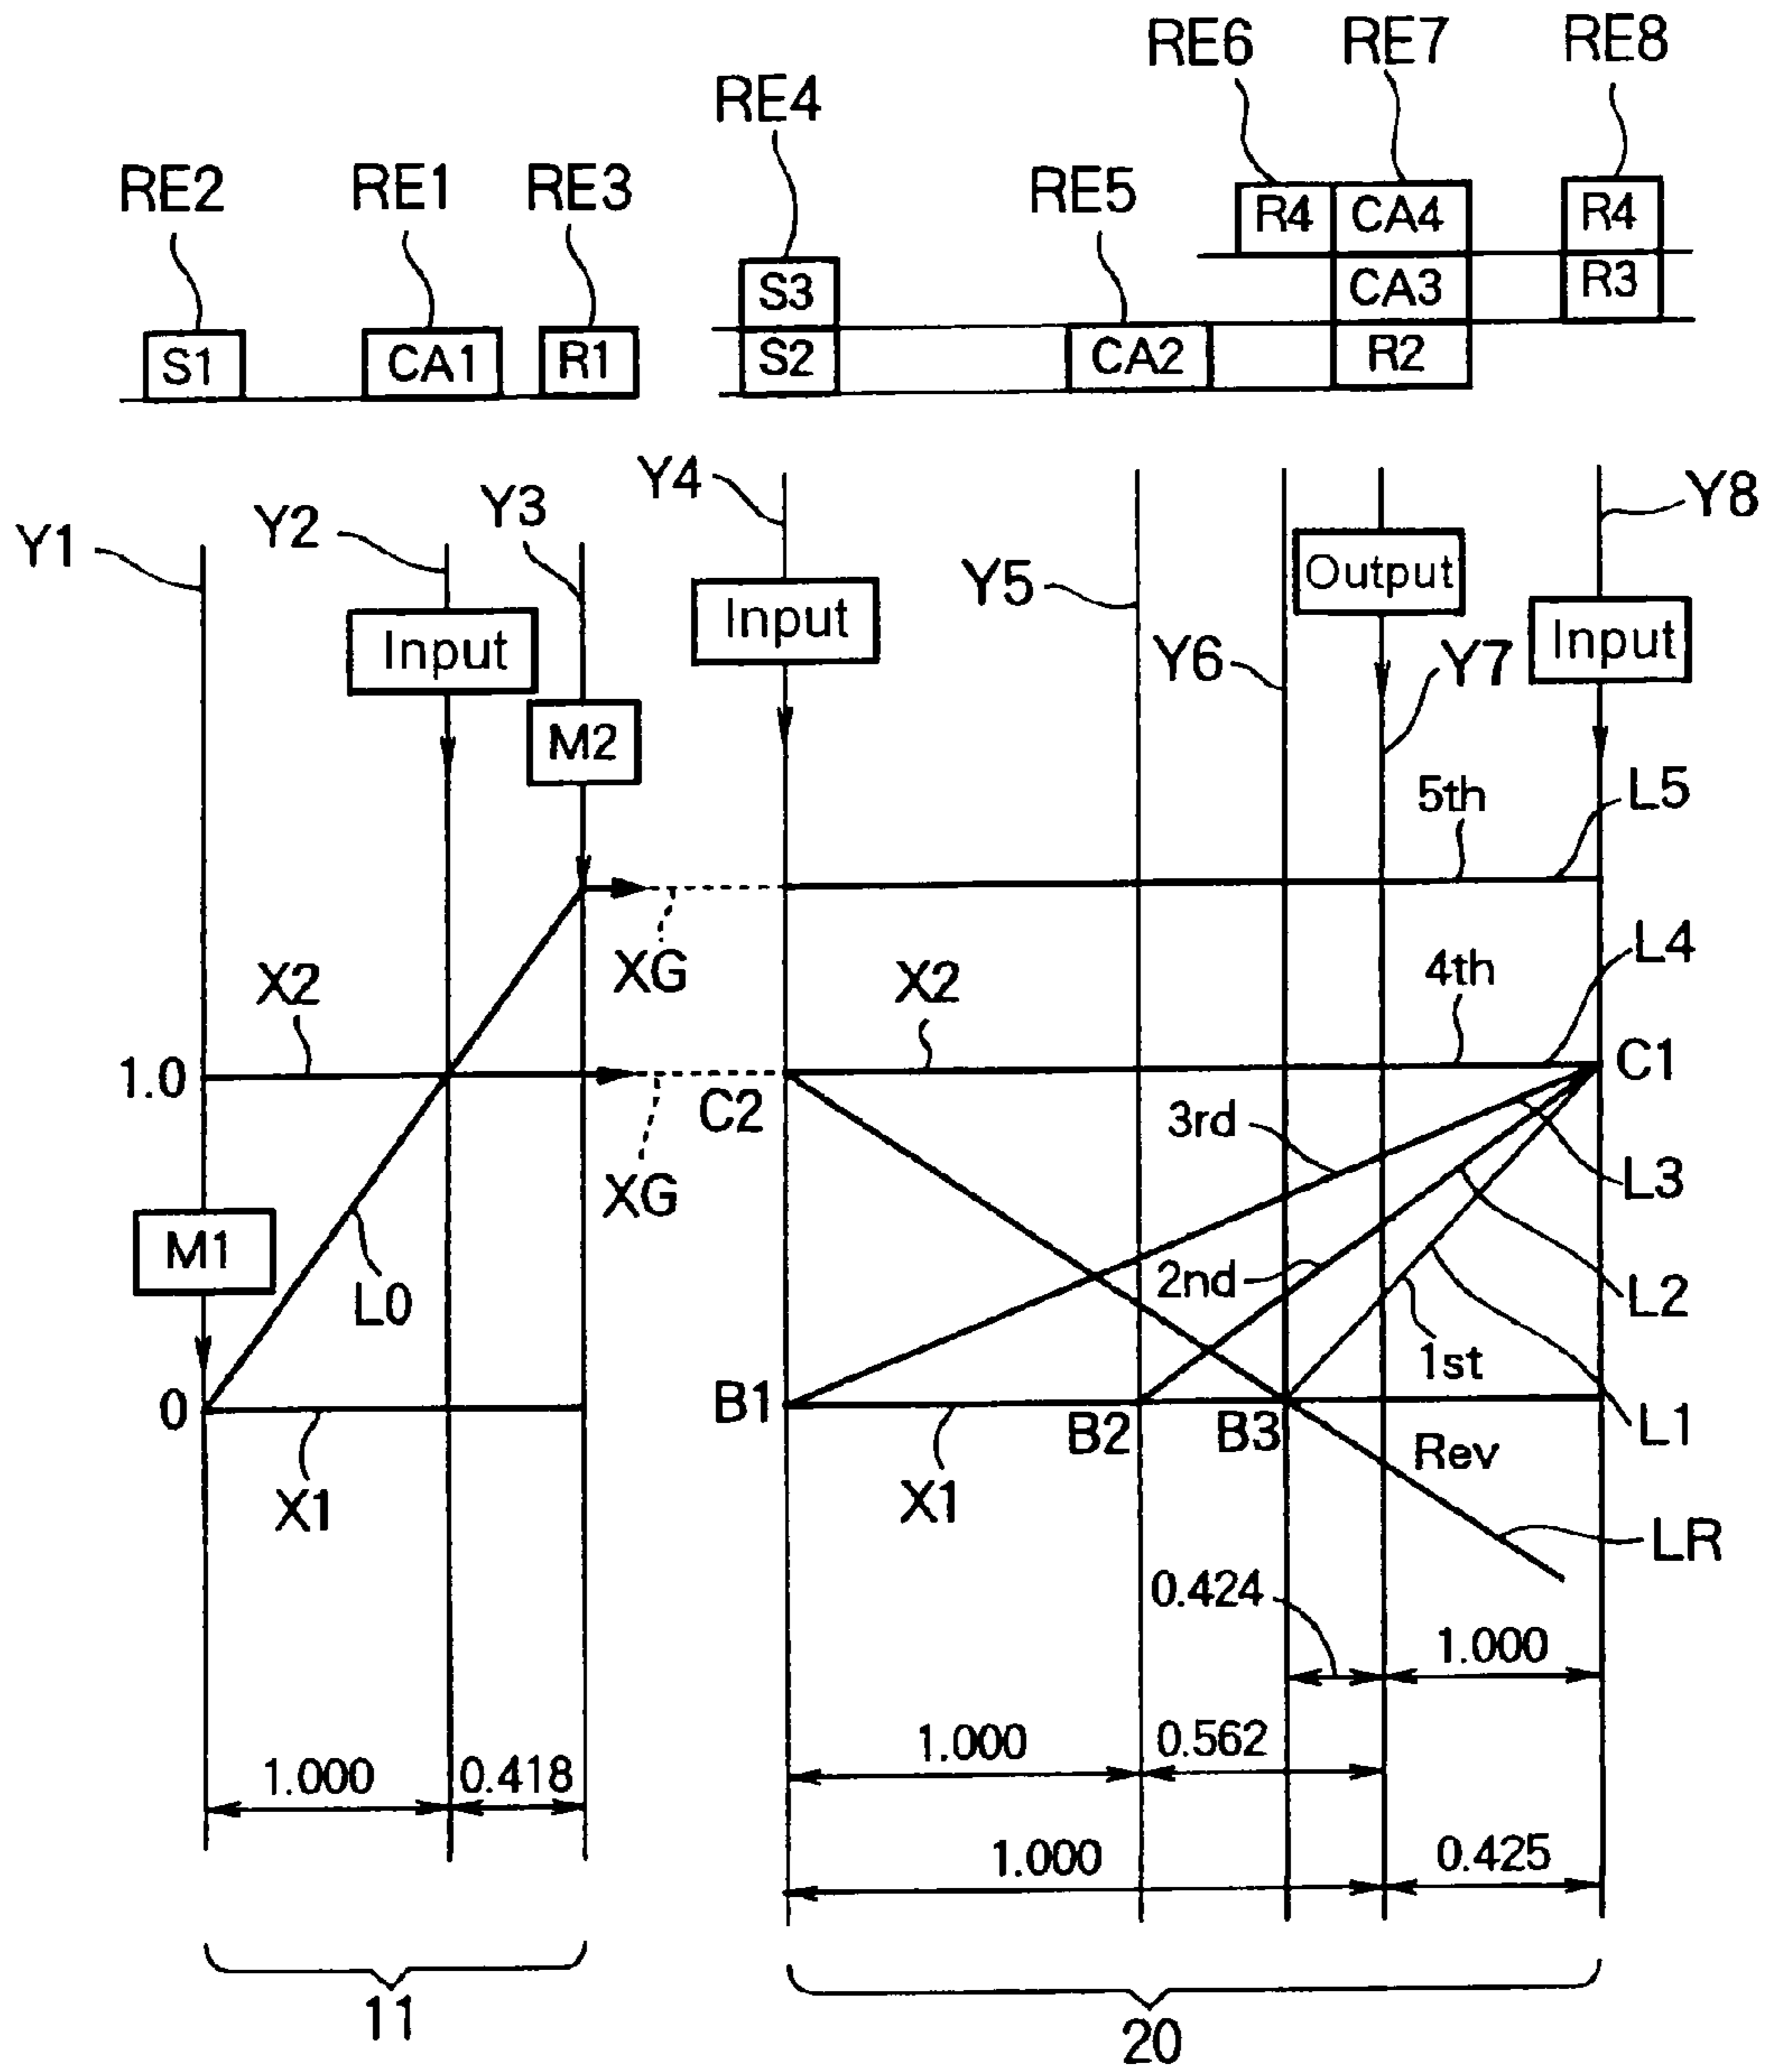 RE6 RE7 RE8
RE4
RE2 RE1 RE3 RE5
R4 CA4 R4
S3 CA3 R3
S1 CA1 R1 S2 CA2 R2
Y4 Y8
Y1 Y2 Y3
Y5 Output
Input Input Y6 Y7 Input
M2
5th L5
XG
X2 X2 4th L4
1.0 C2 C1
3rd
XG L3
M1
L0 2nd L2
1st
0 B1 B2 B3 L1
Rev
X1 X1
LR
0.424
1.000
1.000 0.562
1.000 0.418
1.000 0.425
11
20